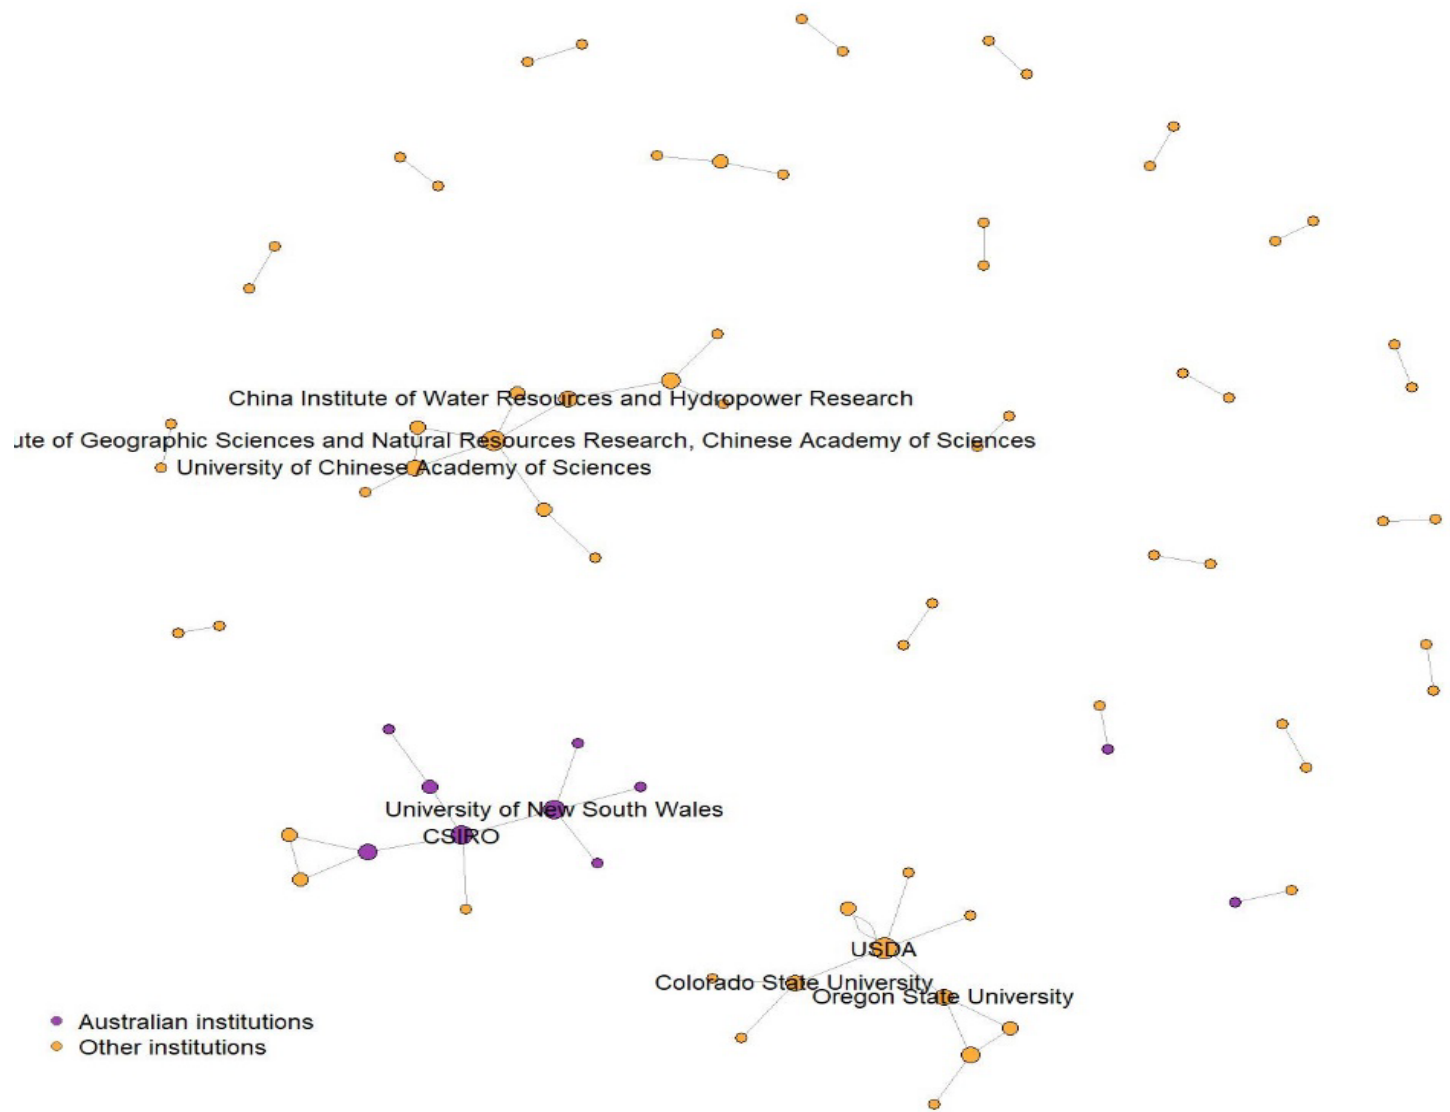 China Institute of Water Resources and Hydropower Research
ute of Geographic Sciences and Natural Resources Research, Chinese Academy of Sciences
University of Chinese Academy of Sciences
University of New South Wales
CSIRO
USDA
Colorado State University
Oregon State University
Australian institutions
Other institutions